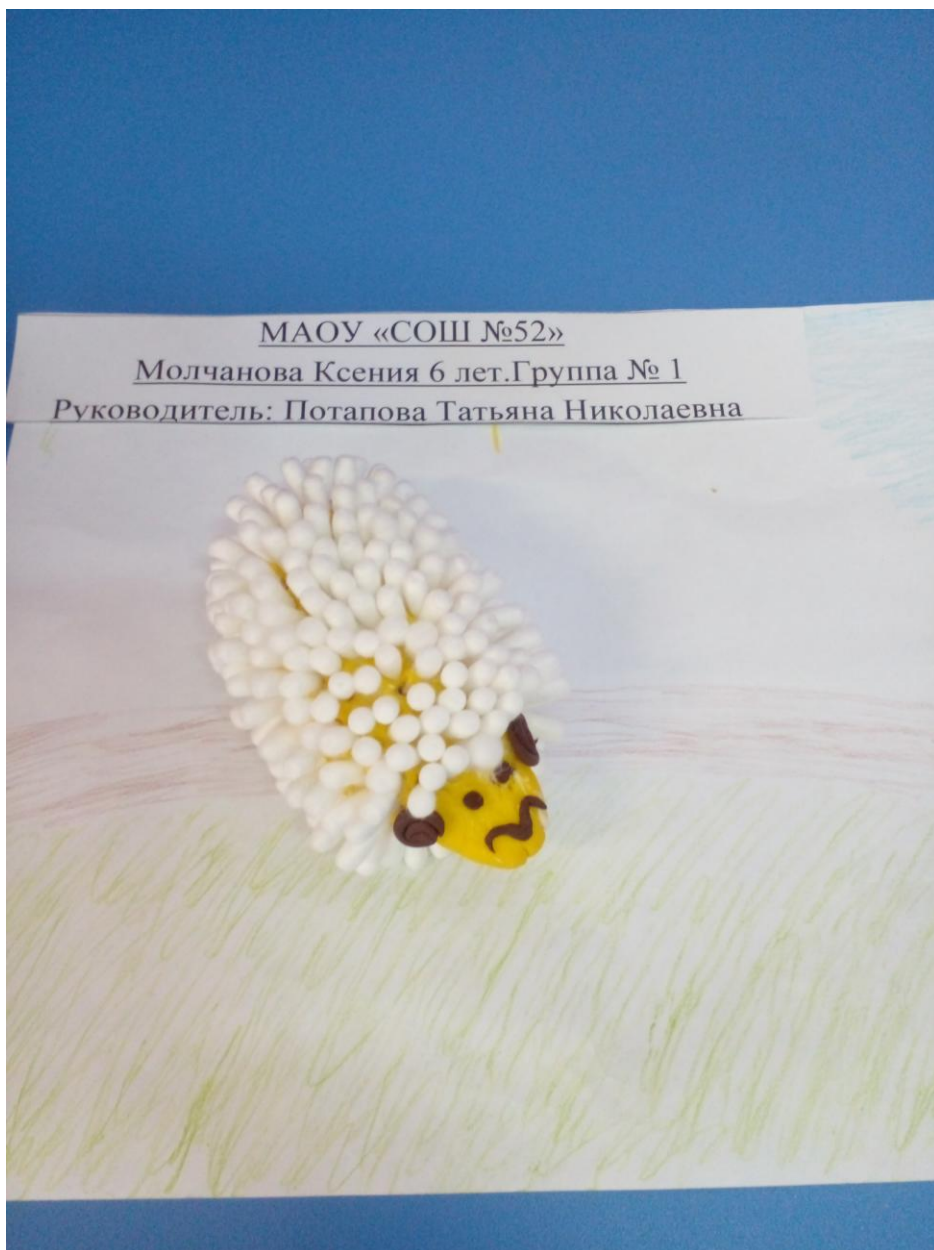 МАОУ «СОШ №52»
Молчанова Ксения 6 лет.Группа № 1
Руководитель: Потапова Татьяна Николаевна